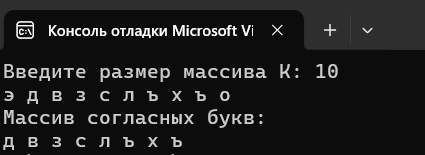 Консоль отладки Microsoft Vi
Введите размер массива К: 10
э д в з с л ъ х ъ о
Массив согласных букв:
д в з с л ъ х ъ